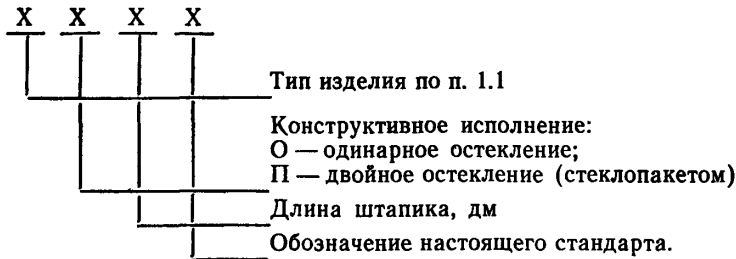 X X X X
Тип изделия по п. 1.1
Конструктивное исполнение:
О — одинарное остекление;
П — двойное остекление (стеклопакетом)
Длина штапика, дм
Обозначение настоящего стандарта.